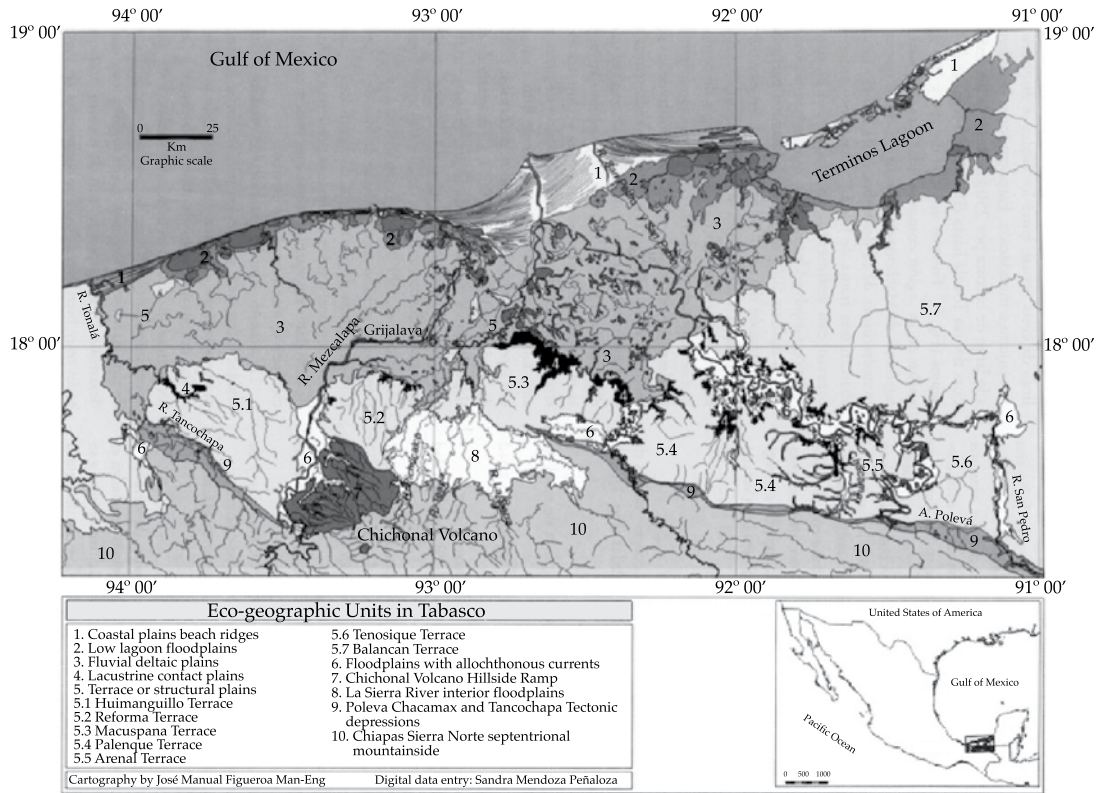 94° 00′ 93° 00′ 92° 00′ 91° 00′
19° 00′ 19° 00′
Gulf of Mexico
1
0 25
Km
Graphic scale
2
Terminos Lagoon
1
2
3
2
2
1
R. Tonalá
5
3
R. Mezcalapa
Grijalava
5
5.7
18° 00′ 18° 00′
3
4
5.1
5.3
4
R. Tancochapa
5.2
4
6
6
6
9
6
8
5.4
5.5
5.6
7
9
5.4
R. San Pedro
A. Polevá
Chichonal Volcano
10
10
10
9
94° 00′ 93° 00′ 92° 00′ 91° 00′
Eco-geographic Units in Tabasco
1. Coastal plains beach ridges
2. Low lagoon floodplains
3. Fluvial deltaic plains
4. Lacustrine contact plains
5. Terrace or structural plains
5.1 Huimanguillo Terrace
5.2 Reforma Terrace
5.3 Macuspana Terrace
5.4 Palenque Terrace
5.5 Arenal Terrace
5.6 Tenosique Terrace
5.7 Balancan Terrace
6. Floodplains with allochthonous currents
7. Chichonal Volcano Hillside Ramp
8. La Sierra River interior floodplains
9. Poleva Chacamax and Tancochapa Tectonic
depressions
10. Chiapas Sierra Norte septentrional
mountainside
Cartography by José Manual Figueroa Man-Eng Digital data entry: Sandra Mendoza Peñaloza
United States of America
Gulf of Mexico
Pacific Ocean
0 500 1000